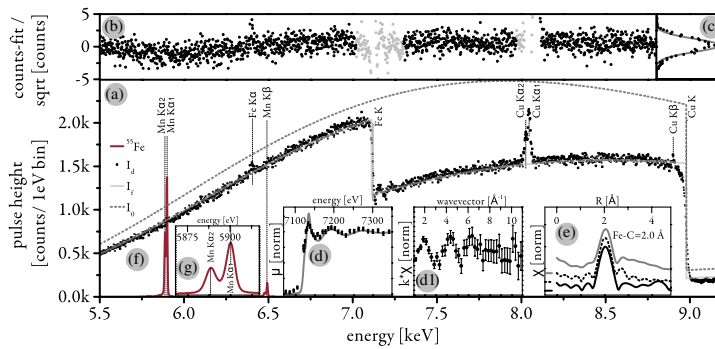 (b)
(c)
counts-fit /
sqrt [counts]
5
0
-5
(a)
Mn Kα2
Mn Kα1
Fe Kα
Mn Kβ
Fe K
Cu Kα2
Cu Kα1
Cu Kβ
Cu K
pulse height
[counts/ 1eV bin]
2.0k
1.5k
1.0k
0.5k
0.0k
⁵⁵Fe
I_d
I_f
I_0
(f)
energy [eV]
5875 5900
(g)
Mn Kα2
Mn Kα1
energy [eV]
7100 7200 7300
μ [norm]
(d)
wavevector [Å⁻¹]
2 4 6 8 10
k*χ [norm]
(d1)
R [Å]
0 2 4
χ [norm]
(e)
Fe-C=2.0 Å
5.5 6.0 6.5 7.0 7.5 8.0 8.5 9.0
energy [keV]